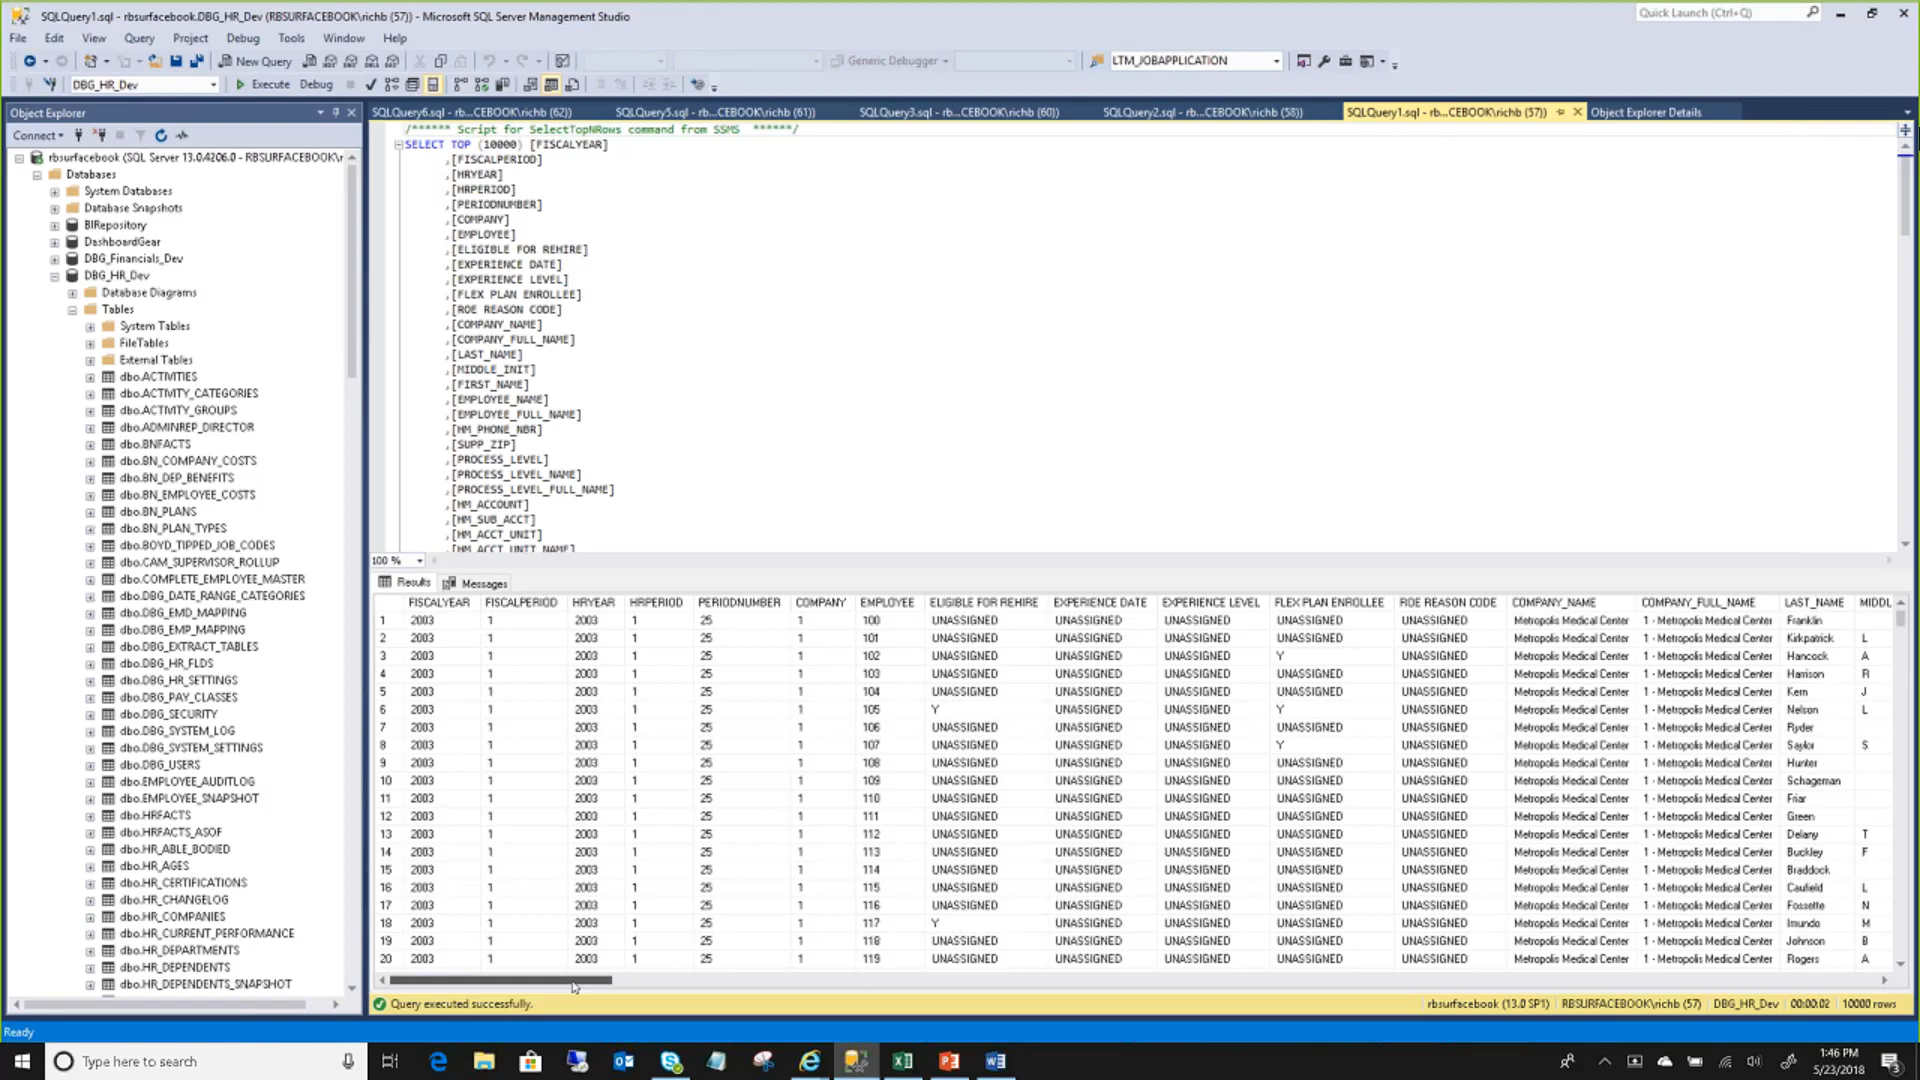 SQLQuery1.sql - rbsurfacebook.DBG_HR_Dev (RBSURFACEBOOK\richb (57)) - Microsoft SQL Server Management Studio
Quick Launch (Ctrl+Q)
File Edit View Query Project Debug Tools Window Help
New Query Generic Debugger LTM_JOBAPPLICATION
DBG_HR_Dev Execute Debug
Object Explorer
Connect
rbsurfacebook (SQL Server 13.0.4206.0 - RBSURFACEBOOK\r
Databases
System Databases
Database Snapshots
BIRepository
DashboardGear
DBG_Financials_Dev
DBG_HR_Dev
Database Diagrams
Tables
System Tables
FileTables
External Tables
dbo.ACTIVITIES
dbo.ACTIVITY_CATEGORIES
dbo.ACTIVITY_GROUPS
dbo.ADMINREP_DIRECTOR
dbo.BNFACTS
dbo.BN_COMPANY_COSTS
dbo.BN_DEP_BENEFITS
dbo.BN_EMPLOYEE_COSTS
dbo.BN_PLANS
dbo.BN_PLAN_TYPES
dbo.BOYD_TIPPED_JOB_CODES
dbo.CAM_SUPERVISOR_ROLLUP
dbo.COMPLETE_EMPLOYEE_MASTER
dbo.DBG_DATE_RANGE_CATEGORIES
dbo.DBG_EMD_MAPPING
dbo.DBG_EMP_MAPPING
dbo.DBG_EXTRACT_TABLES
dbo.DBG_HR_FLDS
dbo.DBG_HR_SETTINGS
dbo.DBG_PAY_CLASSES
dbo.DBG_SECURITY
dbo.DBG_SYSTEM_LOG
dbo.DBG_SYSTEM_SETTINGS
dbo.DBG_USERS
dbo.EMPLOYEE_AUDITLOG
dbo.EMPLOYEE_SNAPSHOT
dbo.HRFACTS
dbo.HRFACTS_ASOF
dbo.HR_ABLE_BODIED
dbo.HR_AGES
dbo.HR_CERTIFICATIONS
dbo.HR_CHANGELOG
dbo.HR_COMPANIES
dbo.HR_CURRENT_PERFORMANCE
dbo.HR_DEPARTMENTS
dbo.HR_DEPENDENTS
dbo.HR_DEPENDENTS_SNAPSHOT
SQLQuery6.sql - rb...CEBOOK\richb (62)) SQLQuery5.sql - rb...CEBOOK\richb (61)) SQLQuery3.sql - rb...CEBOOK\richb (60)) SQLQuery2.sql - rb...CEBOOK\richb (58)) SQLQuery1.sql - rb...CEBOOK\richb (57)) Object Explorer Details
/****** Script for SelectTopNRows command from SSMS ******/
SELECT TOP (10000) [FISCALYEAR]
,[FISCALPERIOD]
,[HRYEAR]
,[HRPERIOD]
,[PERIODNUMBER]
,[COMPANY]
,[EMPLOYEE]
,[ELIGIBLE FOR REHIRE]
,[EXPERIENCE DATE]
,[EXPERIENCE LEVEL]
,[FLEX PLAN ENROLLEE]
,[ROE REASON CODE]
,[COMPANY_NAME]
,[COMPANY_FULL_NAME]
,[LAST_NAME]
,[MIDDLE_INIT]
,[FIRST_NAME]
,[EMPLOYEE_NAME]
,[EMPLOYEE_FULL_NAME]
,[HM_PHONE_NBR]
,[SUPP_ZIP]
,[PROCESS_LEVEL]
,[PROCESS_LEVEL_NAME]
,[PROCESS_LEVEL_FULL_NAME]
,[HM_ACCOUNT]
,[HM_SUB_ACCT]
,[HM_ACCT_UNIT]
,[HM_ACCT_UNIT_NAME]
100 %
Results Messages
FISCALYEAR FISCALPERIOD HRYEAR HRPERIOD PERIODNUMBER COMPANY EMPLOYEE ELIGIBLE FOR REHIRE EXPERIENCE DATE EXPERIENCE LEVEL FLEX PLAN ENROLLEE ROE REASON CODE COMPANY_NAME COMPANY_FULL_NAME LAST_NAME MIDDL
1 2003 1 2003 1 25 1 100 UNASSIGNED UNASSIGNED UNASSIGNED UNASSIGNED UNASSIGNED Metropolis Medical Center 1 - Metropolis Medical Center Franklin
2 2003 1 2003 1 25 1 101 UNASSIGNED UNASSIGNED UNASSIGNED UNASSIGNED UNASSIGNED Metropolis Medical Center 1 - Metropolis Medical Center Kirkpatrick L
3 2003 1 2003 1 25 1 102 UNASSIGNED UNASSIGNED UNASSIGNED Y UNASSIGNED Metropolis Medical Center 1 - Metropolis Medical Center Hancock A
4 2003 1 2003 1 25 1 103 UNASSIGNED UNASSIGNED UNASSIGNED UNASSIGNED UNASSIGNED Metropolis Medical Center 1 - Metropolis Medical Center Harrison R
5 2003 1 2003 1 25 1 104 UNASSIGNED UNASSIGNED UNASSIGNED UNASSIGNED UNASSIGNED Metropolis Medical Center 1 - Metropolis Medical Center Kern J
6 2003 1 2003 1 25 1 105 Y UNASSIGNED UNASSIGNED Y UNASSIGNED Metropolis Medical Center 1 - Metropolis Medical Center Nelson L
7 2003 1 2003 1 25 1 106 UNASSIGNED UNASSIGNED UNASSIGNED UNASSIGNED UNASSIGNED Metropolis Medical Center 1 - Metropolis Medical Center Ryder
8 2003 1 2003 1 25 1 107 UNASSIGNED UNASSIGNED UNASSIGNED Y UNASSIGNED Metropolis Medical Center 1 - Metropolis Medical Center Saylor S
9 2003 1 2003 1 25 1 108 UNASSIGNED UNASSIGNED UNASSIGNED UNASSIGNED UNASSIGNED Metropolis Medical Center 1 - Metropolis Medical Center Hunter
10 2003 1 2003 1 25 1 109 UNASSIGNED UNASSIGNED UNASSIGNED UNASSIGNED UNASSIGNED Metropolis Medical Center 1 - Metropolis Medical Center Schageman
11 2003 1 2003 1 25 1 110 UNASSIGNED UNASSIGNED UNASSIGNED UNASSIGNED UNASSIGNED Metropolis Medical Center 1 - Metropolis Medical Center Friar
12 2003 1 2003 1 25 1 111 UNASSIGNED UNASSIGNED UNASSIGNED UNASSIGNED UNASSIGNED Metropolis Medical Center 1 - Metropolis Medical Center Green
13 2003 1 2003 1 25 1 112 UNASSIGNED UNASSIGNED UNASSIGNED UNASSIGNED UNASSIGNED Metropolis Medical Center 1 - Metropolis Medical Center Delany T
14 2003 1 2003 1 25 1 113 UNASSIGNED UNASSIGNED UNASSIGNED UNASSIGNED UNASSIGNED Metropolis Medical Center 1 - Metropolis Medical Center Buckley F
15 2003 1 2003 1 25 1 114 UNASSIGNED UNASSIGNED UNASSIGNED UNASSIGNED UNASSIGNED Metropolis Medical Center 1 - Metropolis Medical Center Braddock
16 2003 1 2003 1 25 1 115 UNASSIGNED UNASSIGNED UNASSIGNED UNASSIGNED UNASSIGNED Metropolis Medical Center 1 - Metropolis Medical Center Caufield L
17 2003 1 2003 1 25 1 116 UNASSIGNED UNASSIGNED UNASSIGNED UNASSIGNED UNASSIGNED Metropolis Medical Center 1 - Metropolis Medical Center Fossette N
18 2003 1 2003 1 25 1 117 Y UNASSIGNED UNASSIGNED UNASSIGNED UNASSIGNED Metropolis Medical Center 1 - Metropolis Medical Center Imundo M
19 2003 1 2003 1 25 1 118 UNASSIGNED UNASSIGNED UNASSIGNED UNASSIGNED UNASSIGNED Metropolis Medical Center 1 - Metropolis Medical Center Johnson B
20 2003 1 2003 1 25 1 119 UNASSIGNED UNASSIGNED UNASSIGNED UNASSIGNED UNASSIGNED Metropolis Medical Center 1 - Metropolis Medical Center Rogers A
Query executed successfully. rbsurfacebook (13.0 SP1) RBSURFACEBOOK\richb (57) DBG_HR_Dev 00:00:02 10000 rows
Ready
Type here to search
1:46 PM
5/23/2018